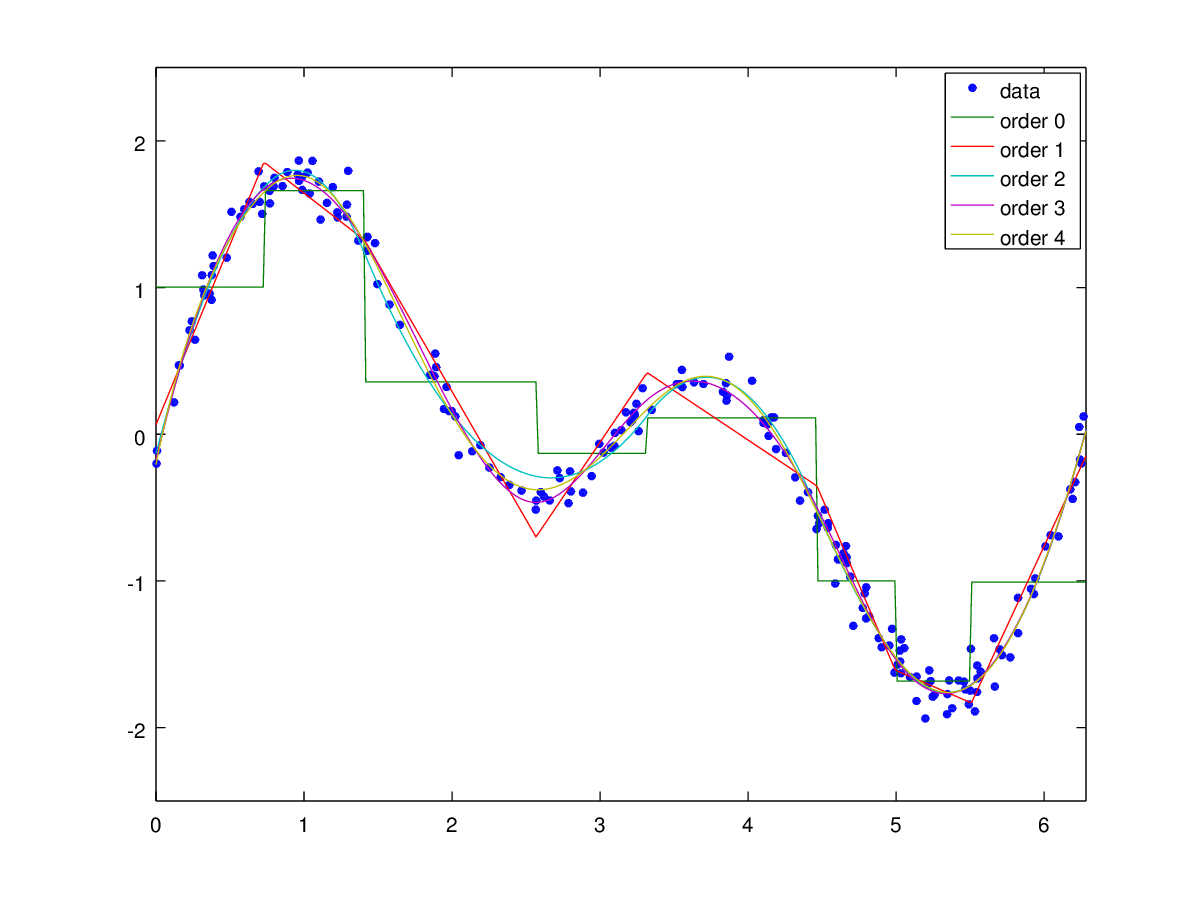 data
order 0
order 1
order 2
order 3
order 4
2
1
0
-1
-2
0 1 2 3 4 5 6